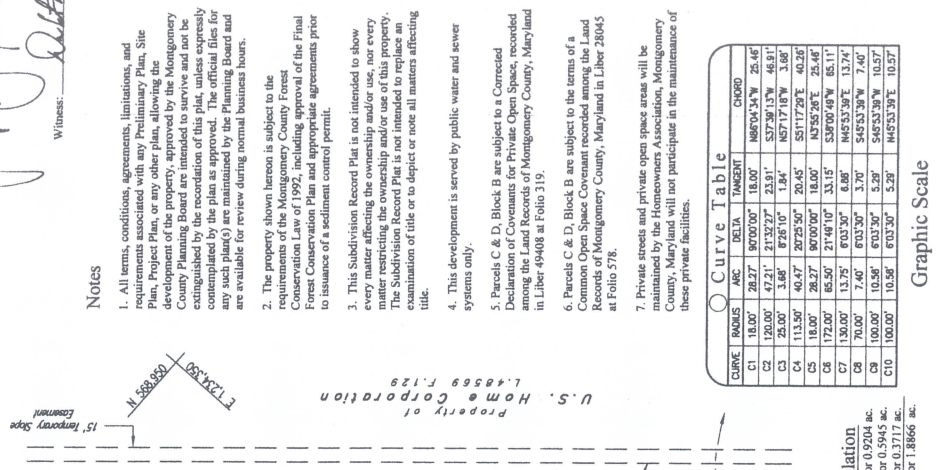 Witness:
Notes
1. All terms, conditions, agreements, limitations, and
requirements associated with any Preliminary Plan, Site
Plan, Project Plan, or any other plan, allowing the
development of the property, approved by the Montgomery
County Planning Board are intended to survive and not be
extinguished by the recordation of this plat, unless expressly
contemplated by the plan as approved. The official files for
any such plan(s) are maintained by the Planning Board and
are available for review during normal business hours.
2. The property shown hereon is subject to the
requirements of the Montgomery County Forest
Conservation Law of 1992, including approval of the Final
Forest Conservation Plan and appropriate agreements prior
to issuance of a sediment control permit.
3. This Subdivision Record Plat is not intended to show
every matter affecting the ownership and/or use, nor every
matter restricting the ownership and/or use of this property.
The Subdivision Record Plat is not intended to replace an
examination of title or to depict or note all matters affecting
title.
4. This development is served by public water and sewer
systems only.
5. Parcels C & D, Block B are subject to a Corrected
Declaration of Covenants for Private Open Space, recorded
among the Land Records of Montgomery County, Maryland
in Liber 49408 at Folio 319.
6. Parcels C & D, Block B are subject to the terms of a
Common Open Space Covenant recorded among the Land
Records of Montgomery County, Maryland in Liber 28045
at Folio 578.
7. Private streets and private open space areas will be
maintained by the Homeowners Association, Montgomery
County, Maryland will not participate in the maintenance of
these private facilities.
Curve Table
CURVE RADIUS ARC DELTA TANGENT CHORD
C1 18.00' 28.27' 90°00'00" 18.00' N86°04'34"W 25.46'
C2 120.00' 47.21' 22°32'27" 23.91' S37°39'13"W 46.91'
C3 25.00' 3.68' 8°26'10" 1.84' N57°17'18"W 3.68'
C4 113.50' 40.47' 20°25'50" 20.45' S51°17'29"E 40.26'
C5 18.00' 28.27' 90°00'00" 18.00' N3°55'26"E 25.46'
C6 172.00' 65.50' 21°49'10" 33.15' S38°00'49"W 65.11'
C7 130.00' 13.75' 6°03'30" 6.88' N45°53'39"E 13.74'
C8 70.00' 7.40' 6°03'30" 3.70' S45°53'39"W 7.40'
C9 100.00' 10.58' 6°03'30" 5.29' S45°53'39"W 10.57'
C10 100.00' 10.58' 6°03'30" 5.29' N45°53'39"E 10.57'
Graphic Scale
N 568,950
E 1,234,350
15' Temporary Slope
Easement
Property of
U.S. Home Corporation
L.48569 F.129
lation
or 0.9204 ac.
or 0.5945 ac.
or 0.3717 ac.
or 1.8866 ac.